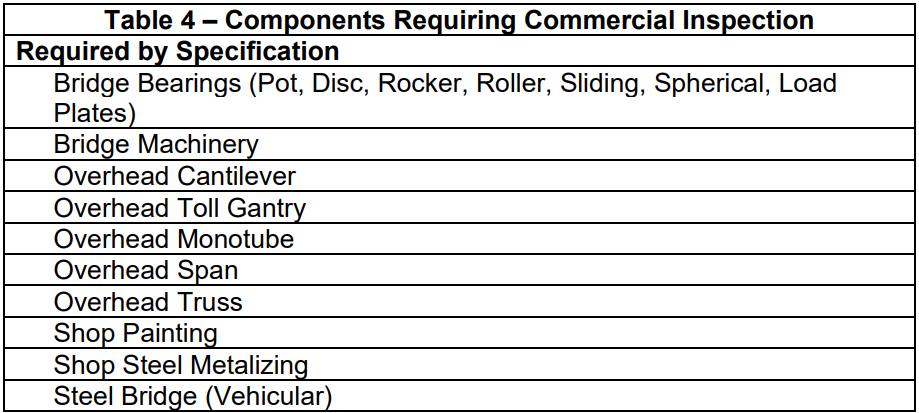 Table 4 – Components Requiring Commercial Inspection
Required by Specification
Bridge Bearings (Pot, Disc, Rocker, Roller, Sliding, Spherical, Load
Plates)
Bridge Machinery
Overhead Cantilever
Overhead Toll Gantry
Overhead Monotube
Overhead Span
Overhead Truss
Shop Painting
Shop Steel Metalizing
Steel Bridge (Vehicular)